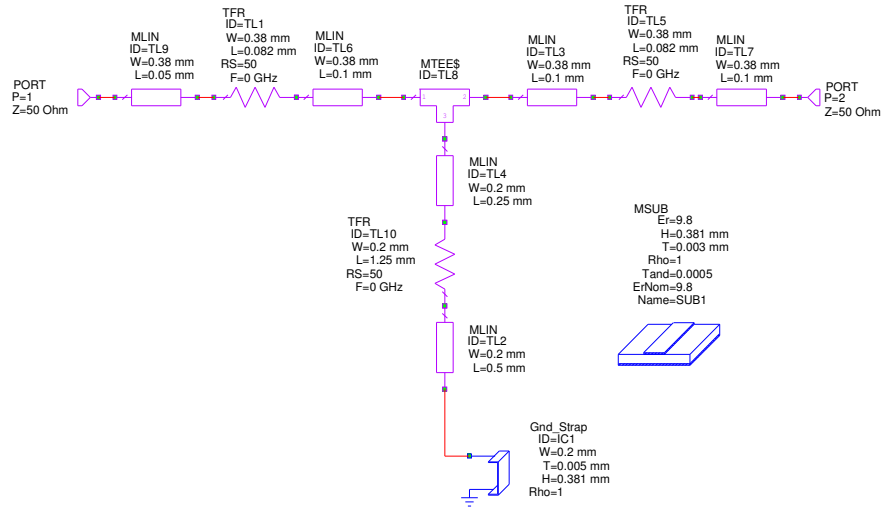 PORT
P=1
Z=50 Ohm
MLIN
ID=TL9
W=0.38 mm
L=0.05 mm
TFR
ID=TL1
W=0.38 mm
L=0.082 mm
RS=50
F=0 GHz
MLIN
ID=TL6
W=0.38 mm
L=0.1 mm
MTEE$
ID=TL8
1
2
3
MLIN
ID=TL3
W=0.38 mm
L=0.1 mm
TFR
ID=TL5
W=0.38 mm
L=0.082 mm
RS=50
F=0 GHz
MLIN
ID=TL7
W=0.38 mm
L=0.1 mm
PORT
P=2
Z=50 Ohm
MLIN
ID=TL4
W=0.2 mm
L=0.25 mm
TFR
ID=TL10
W=0.2 mm
L=1.25 mm
RS=50
F=0 GHz
MLIN
ID=TL2
W=0.2 mm
L=0.5 mm
MSUB
Er=9.8
H=0.381 mm
T=0.003 mm
Rho=1
Tand=0.0005
ErNom=9.8
Name=SUB1
Gnd_Strap
ID=IC1
W=0.2 mm
T=0.005 mm
H=0.381 mm
Rho=1